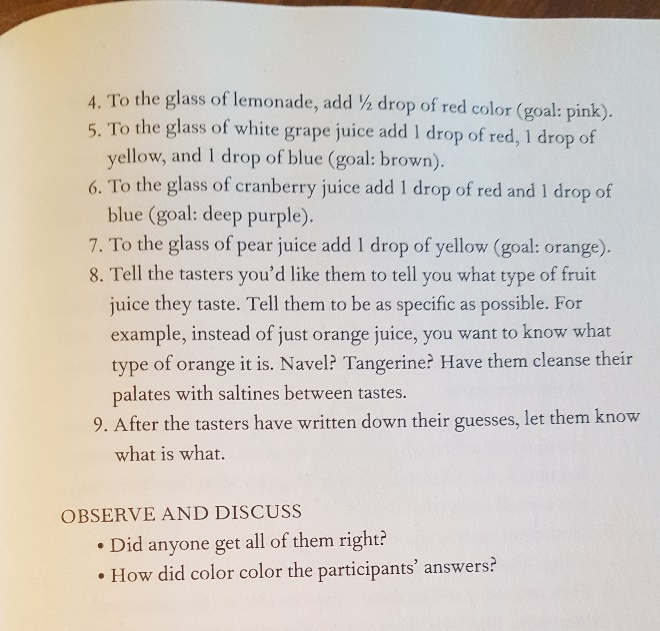 4. To the glass of lemonade, add ½ drop of red color (goal: pink).
5. To the glass of white grape juice add 1 drop of red, 1 drop of
yellow, and 1 drop of blue (goal: brown).
6. To the glass of cranberry juice add 1 drop of red and 1 drop of
blue (goal: deep purple).
7. To the glass of pear juice add 1 drop of yellow (goal: orange).
8. Tell the tasters you'd like them to tell you what type of fruit
juice they taste. Tell them to be as specific as possible. For
example, instead of just orange juice, you want to know what
type of orange it is. Navel? Tangerine? Have them cleanse their
palates with saltines between tastes.
9. After the tasters have written down their guesses, let them know
what is what.
OBSERVE AND DISCUSS
• Did anyone get all of them right?
• How did color color the participants' answers?